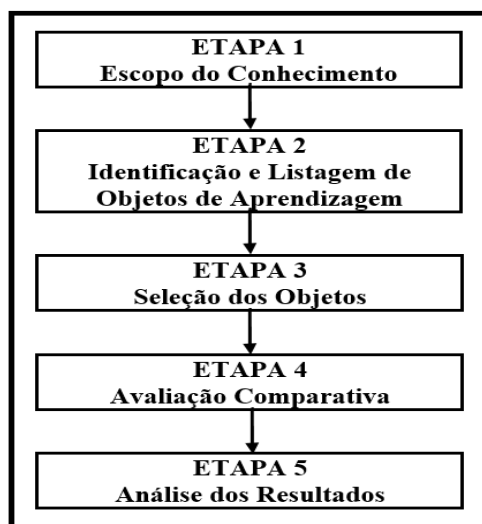 ETAPA 1
Escopo do Conhecimento
ETAPA 2
Identificação e Listagem de
Objetos de Aprendizagem
ETAPA 3
Seleção dos Objetos
ETAPA 4
Avaliação Comparativa
ETAPA 5
Análise dos Resultados